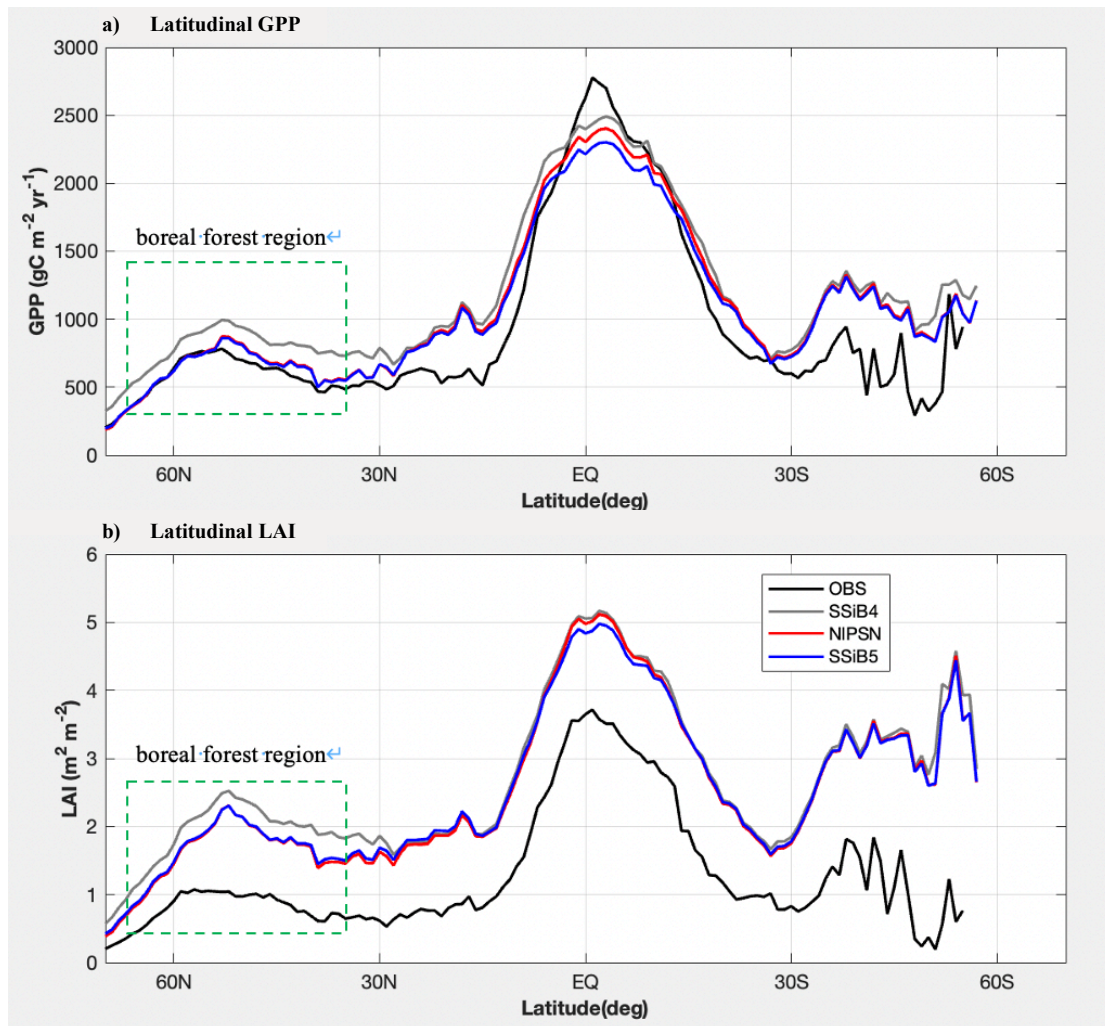 a) Latitudinal GPP
3000
2500
2000
1500
1000
500
0
GPP (gC m-2 yr-1)
boreal·forest·region↵
60N 30N EQ 30S 60S
Latitude(deg)
b) Latitudinal LAI
6
5
4
3
2
1
0
LAI (m2 m-2)
OBS
SSiB4
NIPSN
SSiB5
boreal·forest·region↵
60N 30N EQ 30S 60S
Latitude(deg)